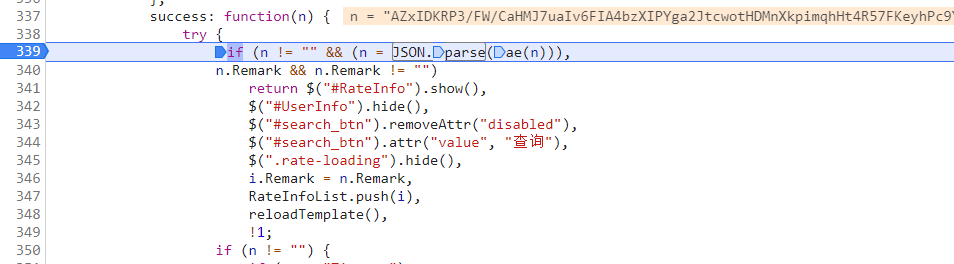 337 success: function(n) { n = "AZxIDKRP3/FW/CaHMJ7uaIv6FIA4bzXIPYga2JtcwotHDMnXkpimqhHt4R57FKeyhPc9Y
338 try {
339 if (n != "" && (n = JSON.parse(ae(n))),
340 n.Remark && n.Remark != "")
341 return $("#RateInfo").show(),
342 $("#UserInfo").hide(),
343 $("#search_btn").removeAttr("disabled"),
344 $("#search_btn").attr("value", "查询"),
345 $(".rate-loading").hide(),
346 i.Remark = n.Remark,
347 RateInfoList.push(i),
348 reloadTemplate(),
349 !1;
350 if (n != "") {